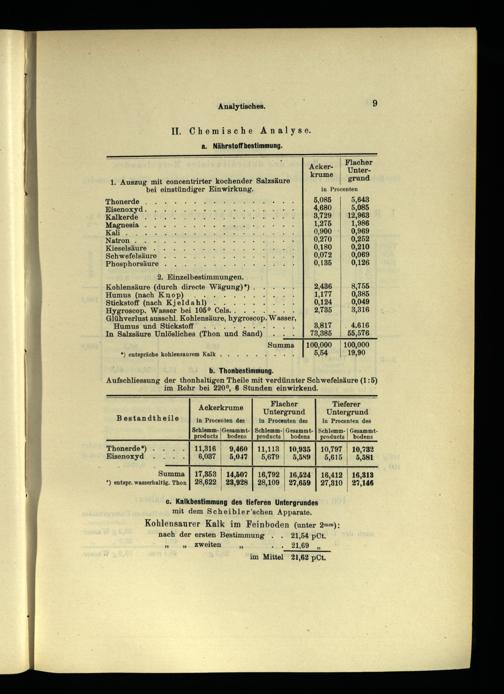 Analytisches. 9
II. Chemische Analyse.
a. Nährstoffbestimmung.
1. Auszug mit concentrirter kochender Salzsäure bei einstündiger Einwirkung. Acker-krume Flacher Unter-grund
in Procenten
Thonerde . . . 5,085 5,643
Eisenoxyd . . . 4,680 5,085
Kalkerde . . . 3,729 12,963
Magnesia . . . 1,275 1,986
Kali . . . 0,900 0,969
Natron . . . 0,270 0,252
Kieselsäure . . . 0,180 0,210
Schwefelsäure . . . 0,072 0,069
Phosphorsäure . . . 0,135 0,126
2. Einzelbestimmungen.
Kohlensäure (durch directe Wägung)*) . . . 2,436 8,755
Humus (nach Knop) . . . 1,177 0,385
Stickstoff (nach Kjeldahl) . . . 0,124 0,049
Hygroscop. Wasser bei 105° Cels. . . . 2,735 3,316
Glühverlust ausschl. Kohlensäure, hygroscop. Wasser,
Humus und Stickstoff . . . 3,817 4,616
In Salzsäure Unlösliches (Thon und Sand) . . . 73,385 55,576
Summa 100,000 100,000
*) entspräche kohlensaurem Kalk . . . 5,54 19,90
b. Thonbestimmung.
Aufschliessung der thonhaltigen Theile mit verdünnter Schwefelsäure (1:5)
im Rohr bei 220°, 6 Stunden einwirkend.
Bestandtheile Ackerkrume Flacher Untergrund Tieferer Untergrund
in Procenten des in Procenten des in Procenten des
Schlemm-products Gesammt-bodens Schlemm-products Gesammt-bodens Schlemm-products Gesammt-bodens
Thonerde*) . . . 11,316 9,460 11,113 10,935 10,797 10,732
Eisenoxyd . . . 6,037 5,047 5,679 5,589 5,615 5,581
Summa 17,353 14,507 16,792 16,524 16,412 16,313
*) entspr. wasserhaltig. Thon 28,622 23,928 28,109 27,659 27,310 27,146
c. Kalkbestimmung des tieferen Untergrundes
mit dem Scheibler'schen Apparate.
Kohlensaurer Kalk im Feinboden (unter 2mm):
nach der ersten Bestimmung . . 21,54 pCt.
„ „ zweiten „ . . 21,69 „
im Mittel 21,62 pCt.